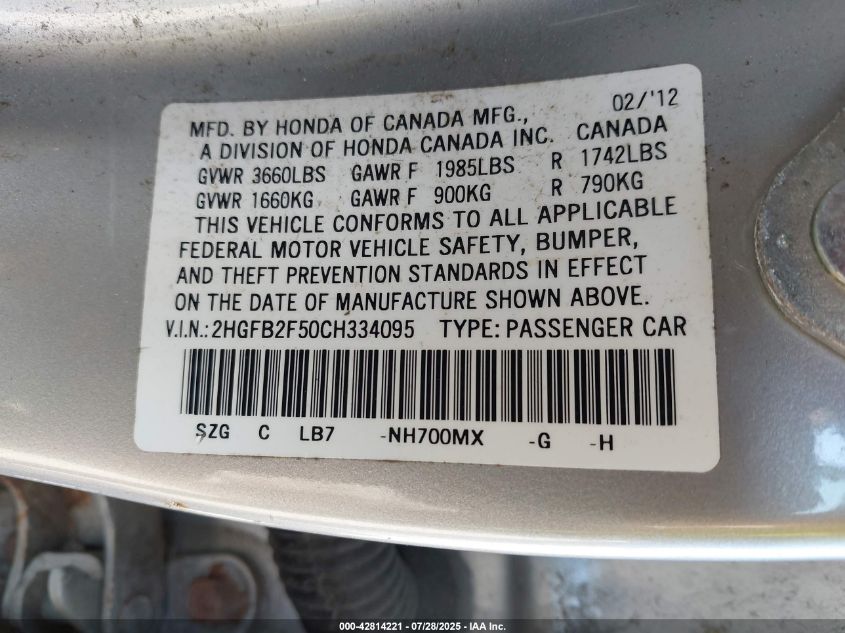 02/'12
MFD. BY HONDA OF CANADA MFG.,
A DIVISION OF HONDA CANADA INC. CANADA
GVWR 3660LBS GAWR F 1985LBS R 1742LBS
GVWR 1660KG GAWR F 900KG R 790KG
THIS VEHICLE CONFORMS TO ALL APPLICABLE
FEDERAL MOTOR VEHICLE SAFETY, BUMPER,
AND THEFT PREVENTION STANDARDS IN EFFECT
ON THE DATE OF MANUFACTURE SHOWN ABOVE.
V.I.N.: 2HGFB2F50CH334095 TYPE: PASSENGER CAR
SZG C LB7 -NH700MX -G -H
000-42814221 | 07/28/2025 | IAA Inc.